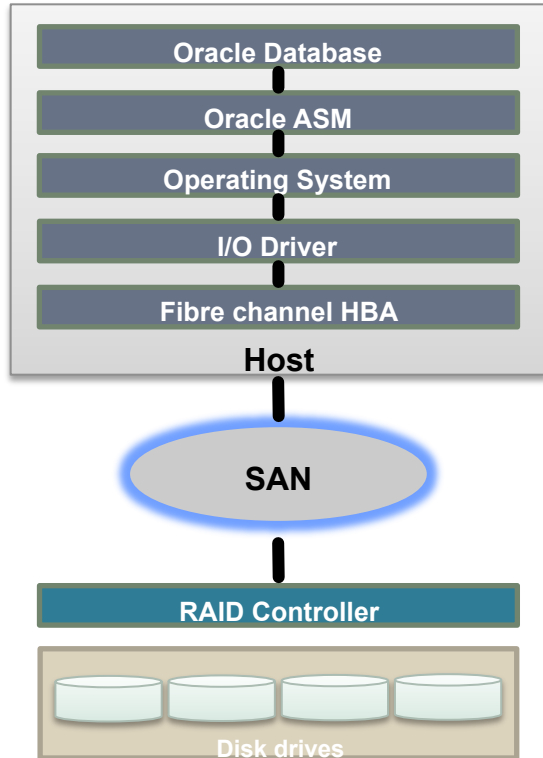 Oracle Database
Oracle ASM
Operating System
I/O Driver
Fibre channel HBA
Host
SAN
RAID Controller
Disk drives